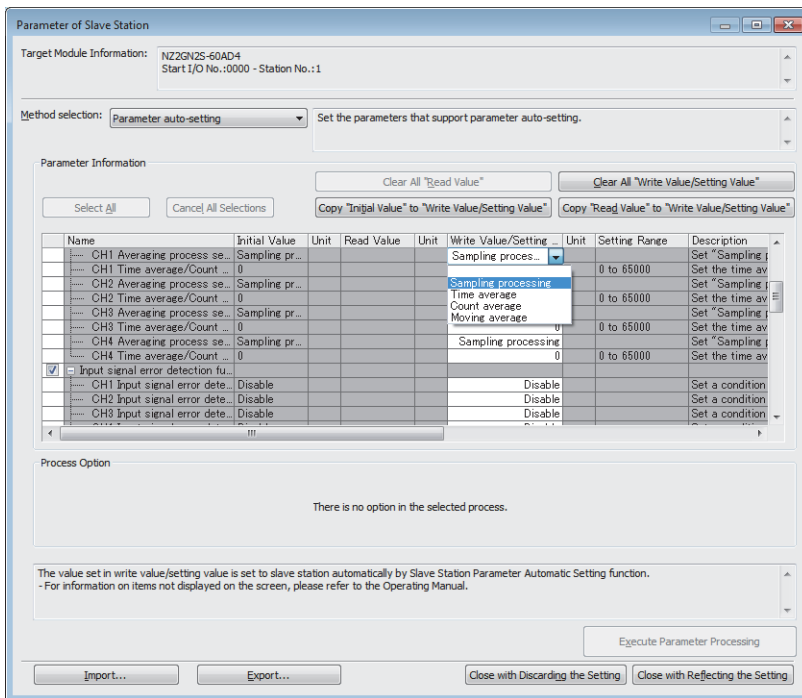 Parameter of Slave Station
Target Module Information:
NZ2GN2S-60AD4
Start I/O No.:0000 - Station No.:1
Method selection: Parameter auto-setting
Set the parameters that support parameter auto-setting.
Parameter Information
Clear All "Read Value"
Clear All "Write Value/Setting Value"
Select All
Cancel All Selections
Copy "Initial Value" to "Write Value/Setting Value"
Copy "Read Value" to "Write Value/Setting Value"
Name Initial Value Unit Read Value Unit Write Value/Setting ... Unit Setting Range Description
CH1 Averaging process se... Sampling pr... Sampling proces... Set "Sampling p
CH1 Time average/Count ... 0 0 to 65000 Set the time av
CH2 Averaging process se... Sampling pr... Sampling processing Set "Sampling p
CH2 Time average/Count ... 0 Time average 0 to 65000 Set the time av
CH3 Averaging process se... Sampling pr... Count average Set "Sampling p
Moving average
CH3 Time average/Count ... 0 0 0 to 65000 Set the time av
CH4 Averaging process se... Sampling pr... Sampling processing Set "Sampling p
CH4 Time average/Count ... 0 0 0 to 65000 Set the time av
Input signal error detection fu...
CH1 Input signal error dete... Disable Disable Set a condition
CH2 Input signal error dete... Disable Disable Set a condition
CH3 Input signal error dete... Disable Disable Set a condition
Process Option
There is no option in the selected process.
The value set in write value/setting value is set to slave station automatically by Slave Station Parameter Automatic Setting function.
- For information on items not displayed on the screen, please refer to the Operating Manual.
Execute Parameter Processing
Import...
Export...
Close with Discarding the Setting
Close with Reflecting the Setting